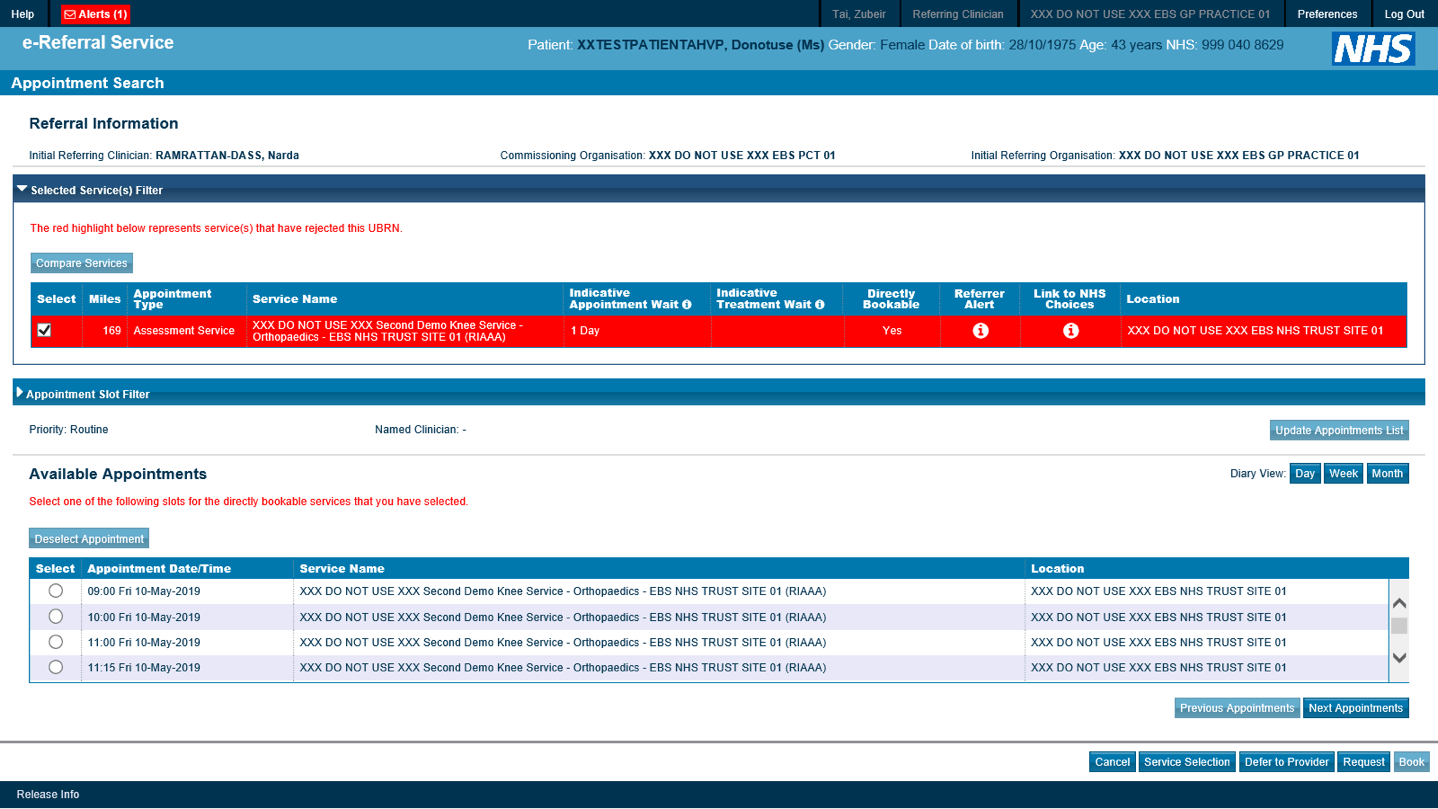 Help
Alerts (1)
Tai, Zubeir
Referring Clinician
XXX DO NOT USE XXX EBS GP PRACTICE 01
Preferences
Log Out
e-Referral Service
Patient: XXTESTPATIENTAHVP, Donotuse (Ms) Gender: Female Date of birth: 28/10/1975 Age: 43 years NHS: 999 040 8629
NHS
Appointment Search
Referral Information
Initial Referring Clinician: RAMRATTAN-DASS, Narda
Commissioning Organisation: XXX DO NOT USE XXX EBS PCT 01
Initial Referring Organisation: XXX DO NOT USE XXX EBS GP PRACTICE 01
Selected Service(s) Filter
The red highlight below represents service(s) that have rejected this UBRN.
Compare Services
Select
Miles
Appointment
Type
Service Name
Indicative
Appointment Wait
Indicative
Treatment Wait
Directly
Bookable
Referrer
Alert
Link to NHS
Choices
Location
169
Assessment Service
XXX DO NOT USE XXX Second Demo Knee Service -
Orthopaedics - EBS NHS TRUST SITE 01 (RIAAA)
1 Day
Yes
XXX DO NOT USE XXX EBS NHS TRUST SITE 01
Appointment Slot Filter
Priority: Routine
Named Clinician: -
Update Appointments List
Available Appointments
Diary View:
Day
Week
Month
Select one of the following slots for the directly bookable services that you have selected.
Deselect Appointment
Select
Appointment Date/Time
Service Name
Location
09:00 Fri 10-May-2019
XXX DO NOT USE XXX Second Demo Knee Service - Orthopaedics - EBS NHS TRUST SITE 01 (RIAAA)
XXX DO NOT USE XXX EBS NHS TRUST SITE 01
10:00 Fri 10-May-2019
XXX DO NOT USE XXX Second Demo Knee Service - Orthopaedics - EBS NHS TRUST SITE 01 (RIAAA)
XXX DO NOT USE XXX EBS NHS TRUST SITE 01
11:00 Fri 10-May-2019
XXX DO NOT USE XXX Second Demo Knee Service - Orthopaedics - EBS NHS TRUST SITE 01 (RIAAA)
XXX DO NOT USE XXX EBS NHS TRUST SITE 01
11:15 Fri 10-May-2019
XXX DO NOT USE XXX Second Demo Knee Service - Orthopaedics - EBS NHS TRUST SITE 01 (RIAAA)
XXX DO NOT USE XXX EBS NHS TRUST SITE 01
Previous Appointments
Next Appointments
Cancel
Service Selection
Defer to Provider
Request
Book
Release Info